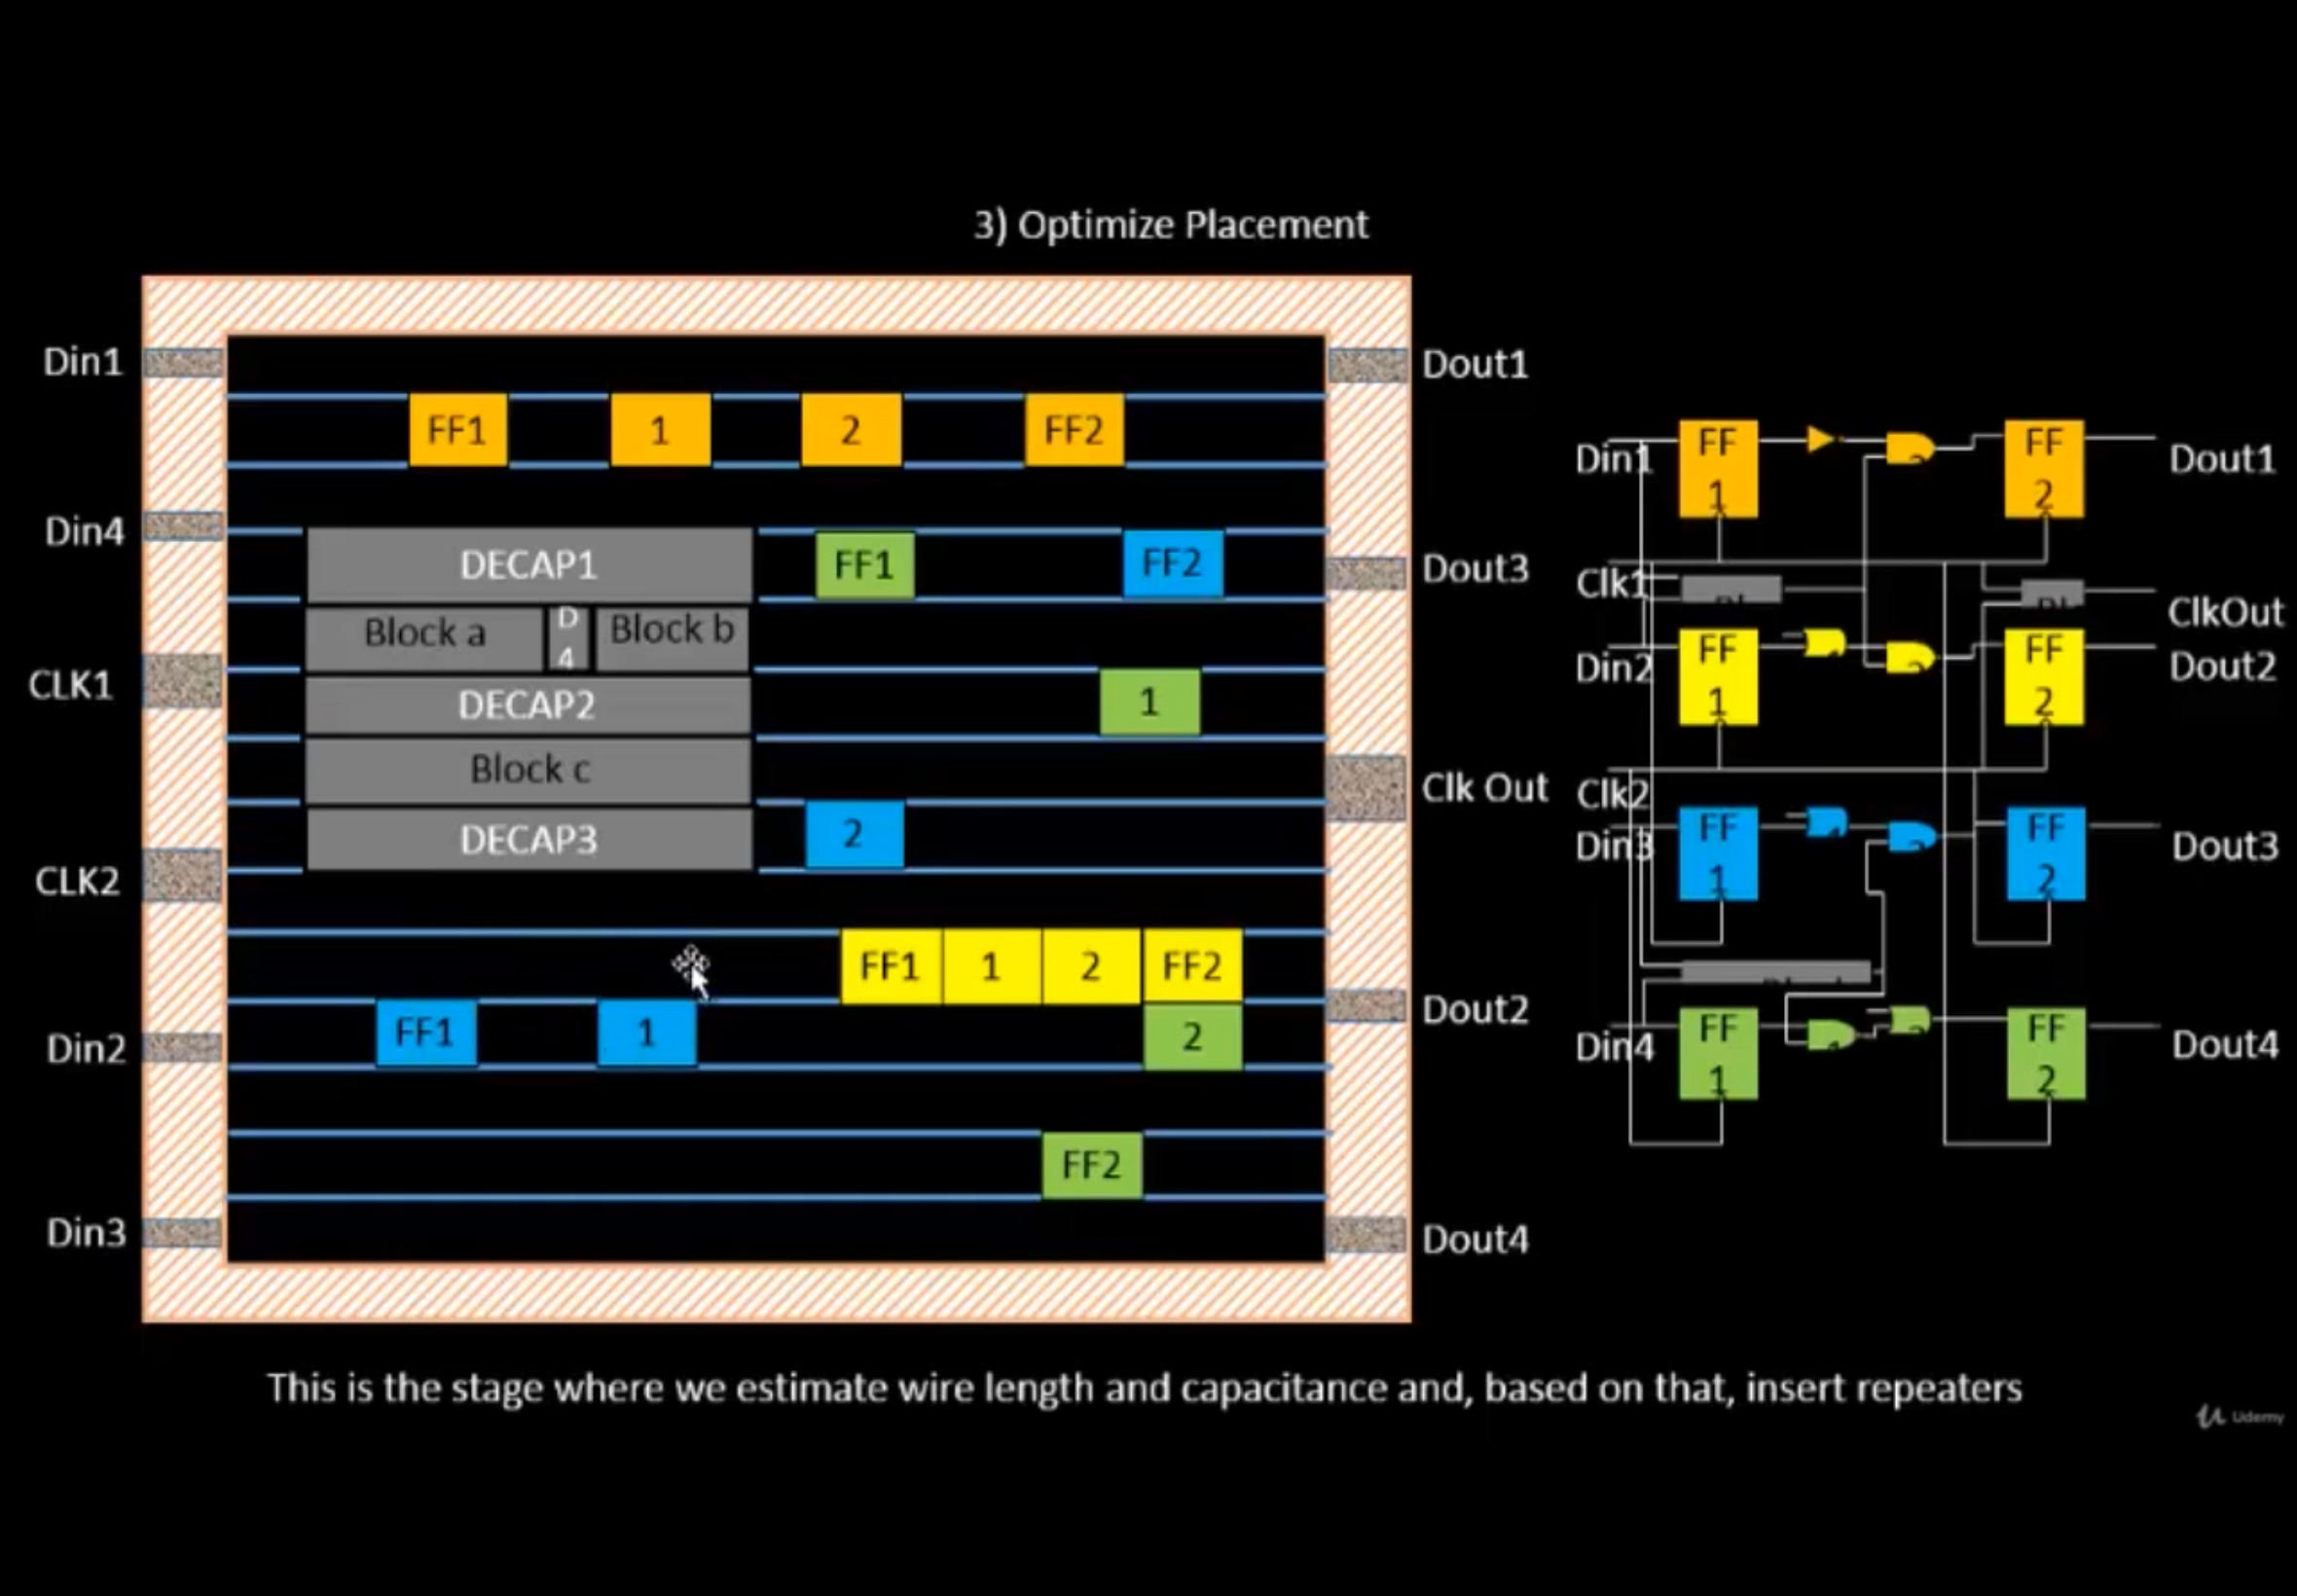 3) Optimize Placement
Din1
Dout1
FF1 1 2 FF2
Din4
DECAP1
FF1
FF2
Dout3
Block a
D
4
Block b
CLK1
DECAP2
1
Block c
Clk Out
DECAP3
2
CLK2
FF1 1 2 FF2
Dout2
FF1
1
2
Din2
FF2
Din3
Dout4
Din1
FF
1
FF
2
Dout1
Clk1
ClkOut
Din2
FF
1
FF
2
Dout2
Clk2
Din3
FF
1
FF
2
Dout3
Din4
FF
1
FF
2
Dout4
This is the stage where we estimate wire length and capacitance and, based on that, insert repeaters
Udemy